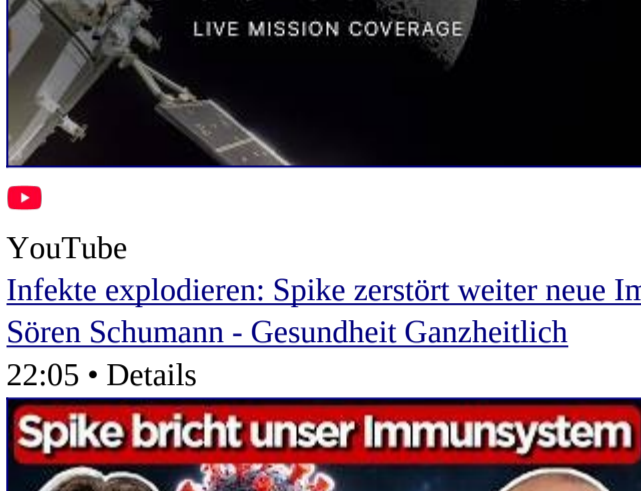 LIVE MISSION COVERAGE
YouTube
Infekte explodieren: Spike zerstört weiter neue Im
Sören Schumann - Gesundheit Ganzheitlich
22:05 • Details
Spike bricht unser Immunsystem